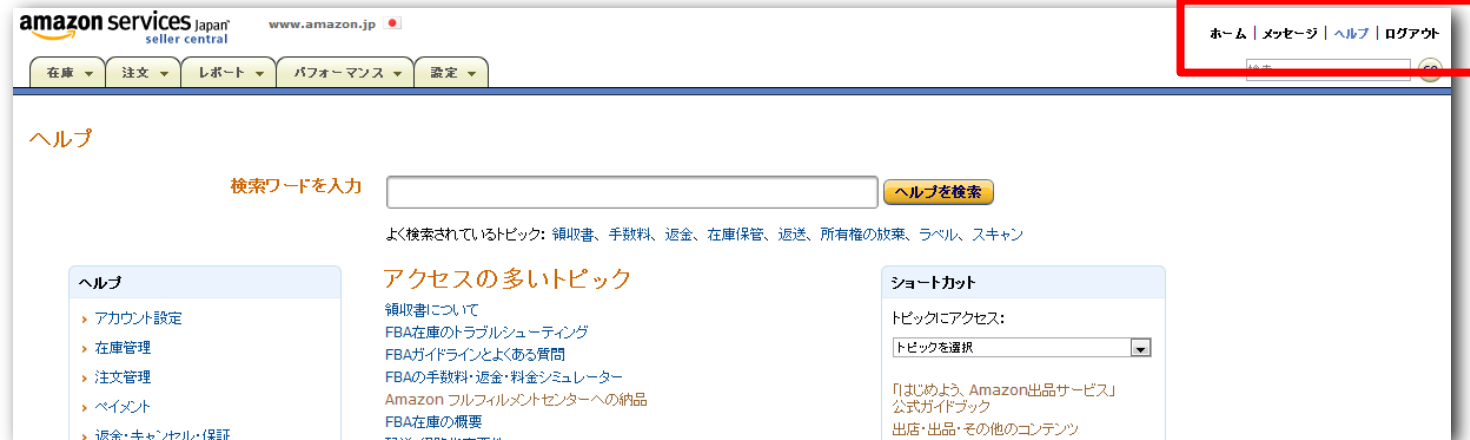 amazon services Japan www.amazon.jp
seller central
ホーム | メッセージ | ヘルプ | ログアウト
在庫 注文 レポート パフォーマンス 設定
ヘルプ
検索ワードを入力 ヘルプを検索
よく検索されているトピック: 領収書、手数料、返金、在庫保管、返送、所有権の放棄、ラベル、スキャン
ヘルプ
アカウント設定
在庫管理
注文管理
ペイメント
返金・キャンセル・保証
アクセスの多いトピック
領収書について
FBA在庫のトラブルシューティング
FBAガイドラインとよくある質問
FBAの手数料・返金・料金シミュレーター
Amazon フルフィルメントセンターへの納品
FBA在庫の概要
ショートカット
トピックにアクセス:
トピックを選択
「はじめよう、Amazon出品サービス」
公式ガイドブック
出店・出品・その他のコンテンツ